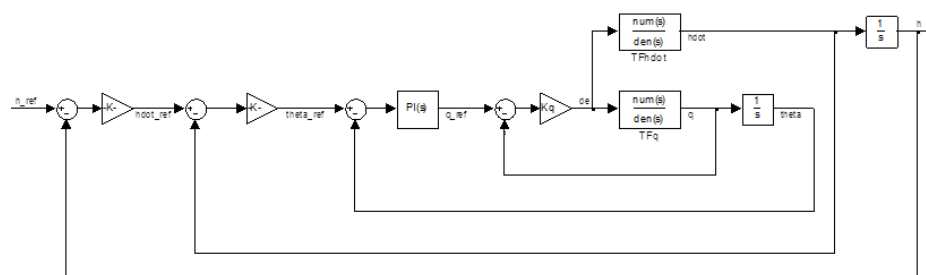 num(s)
den(s)
TFhdot
hdot
1
s
h
h_ref
+
-
-K-
hdot_ref
+
-
-K-
theta_ref
+
-
PI(s)
q_ref
+
-
Kq
de
num(s)
den(s)
TFq
q
1
s
theta